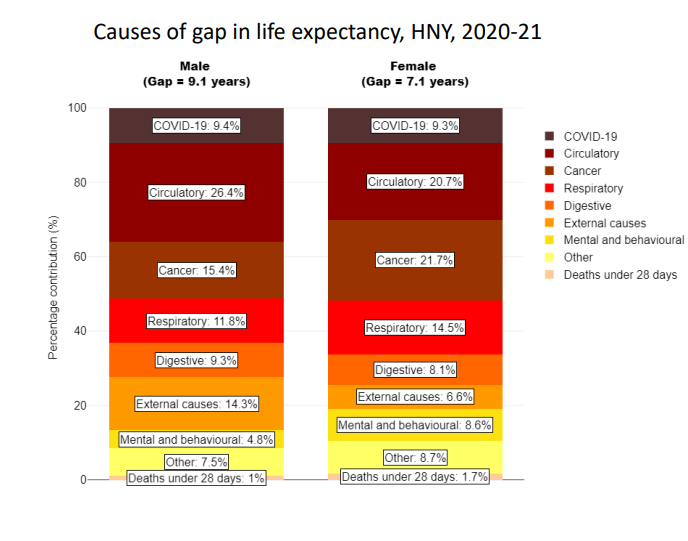 Causes of gap in life expectancy, HNY, 2020-21
Male
(Gap = 9.1 years)
Female
(Gap = 7.1 years)
Percentage contribution (%)
100
80
60
40
20
0
COVID-19: 9.4%
Circulatory: 26.4%
Cancer: 15.4%
Respiratory: 11.8%
Digestive: 9.3%
External causes: 14.3%
Mental and behavioural: 4.8%
Other: 7.5%
Deaths under 28 days: 1%
COVID-19: 9.3%
Circulatory: 20.7%
Cancer: 21.7%
Respiratory: 14.5%
Digestive: 8.1%
External causes: 6.6%
Mental and behavioural: 8.6%
Other: 8.7%
Deaths under 28 days: 1.7%
COVID-19
Circulatory
Cancer
Respiratory
Digestive
External causes
Mental and behavioural
Other
Deaths under 28 days